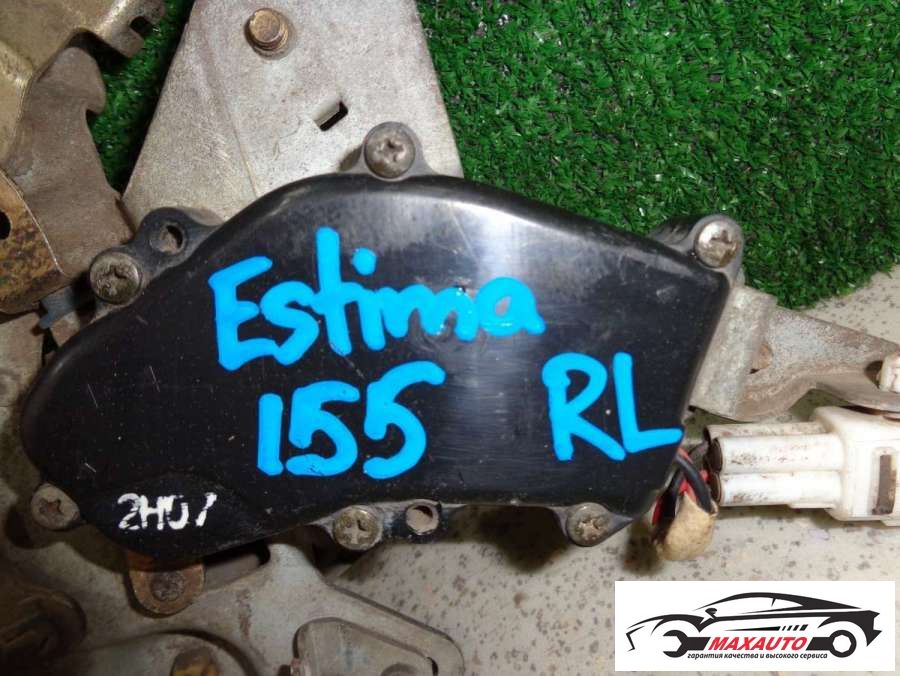 Estima
155 RL
2H07
MAXAUTO
гарантия качества и высокого сервиса